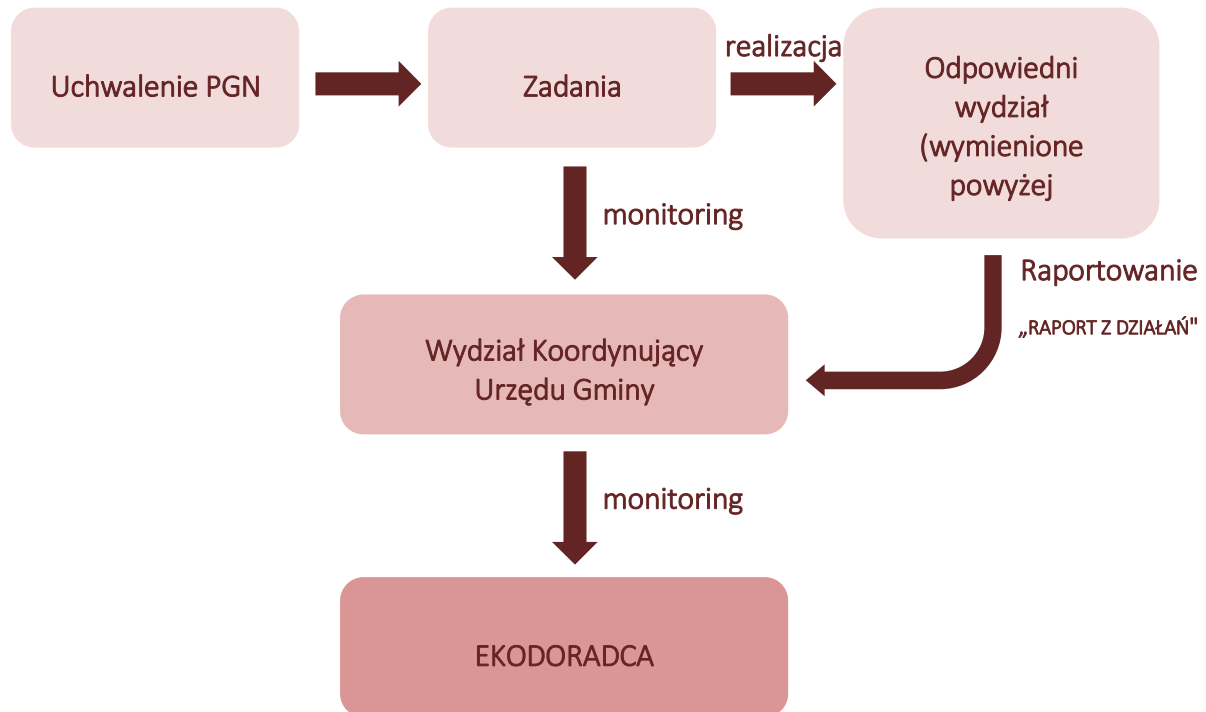 Uchwalenie PGN
Zadania
realizacja
Odpowiedni
wydział
(wymienione
powyżej
monitoring
Raportowanie
„RAPORT Z DZIAŁAŃ"
Wydział Koordynujący
Urzędu Gminy
monitoring
EKODORADCA